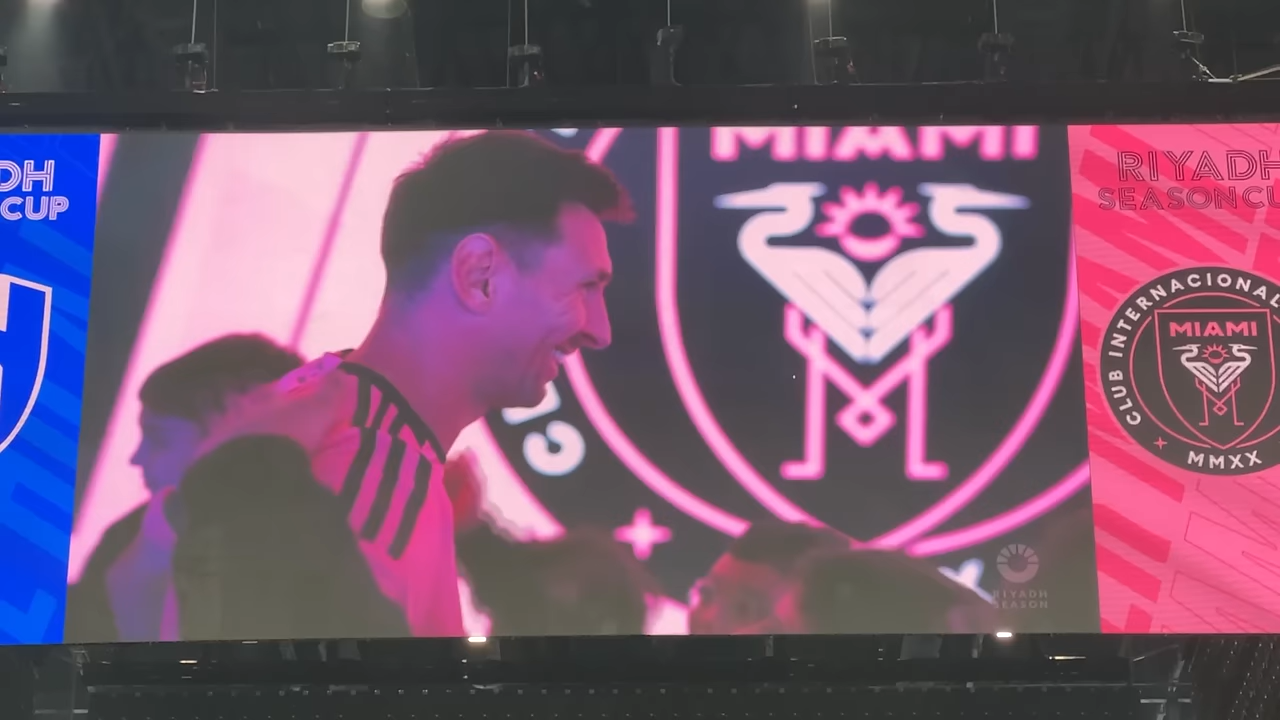 DH
CUP
MIAMI
RIYADH
SEASON
RIYADH
SEASON CU
CLUB INTERNACIONAL
MIAMI
MMXX